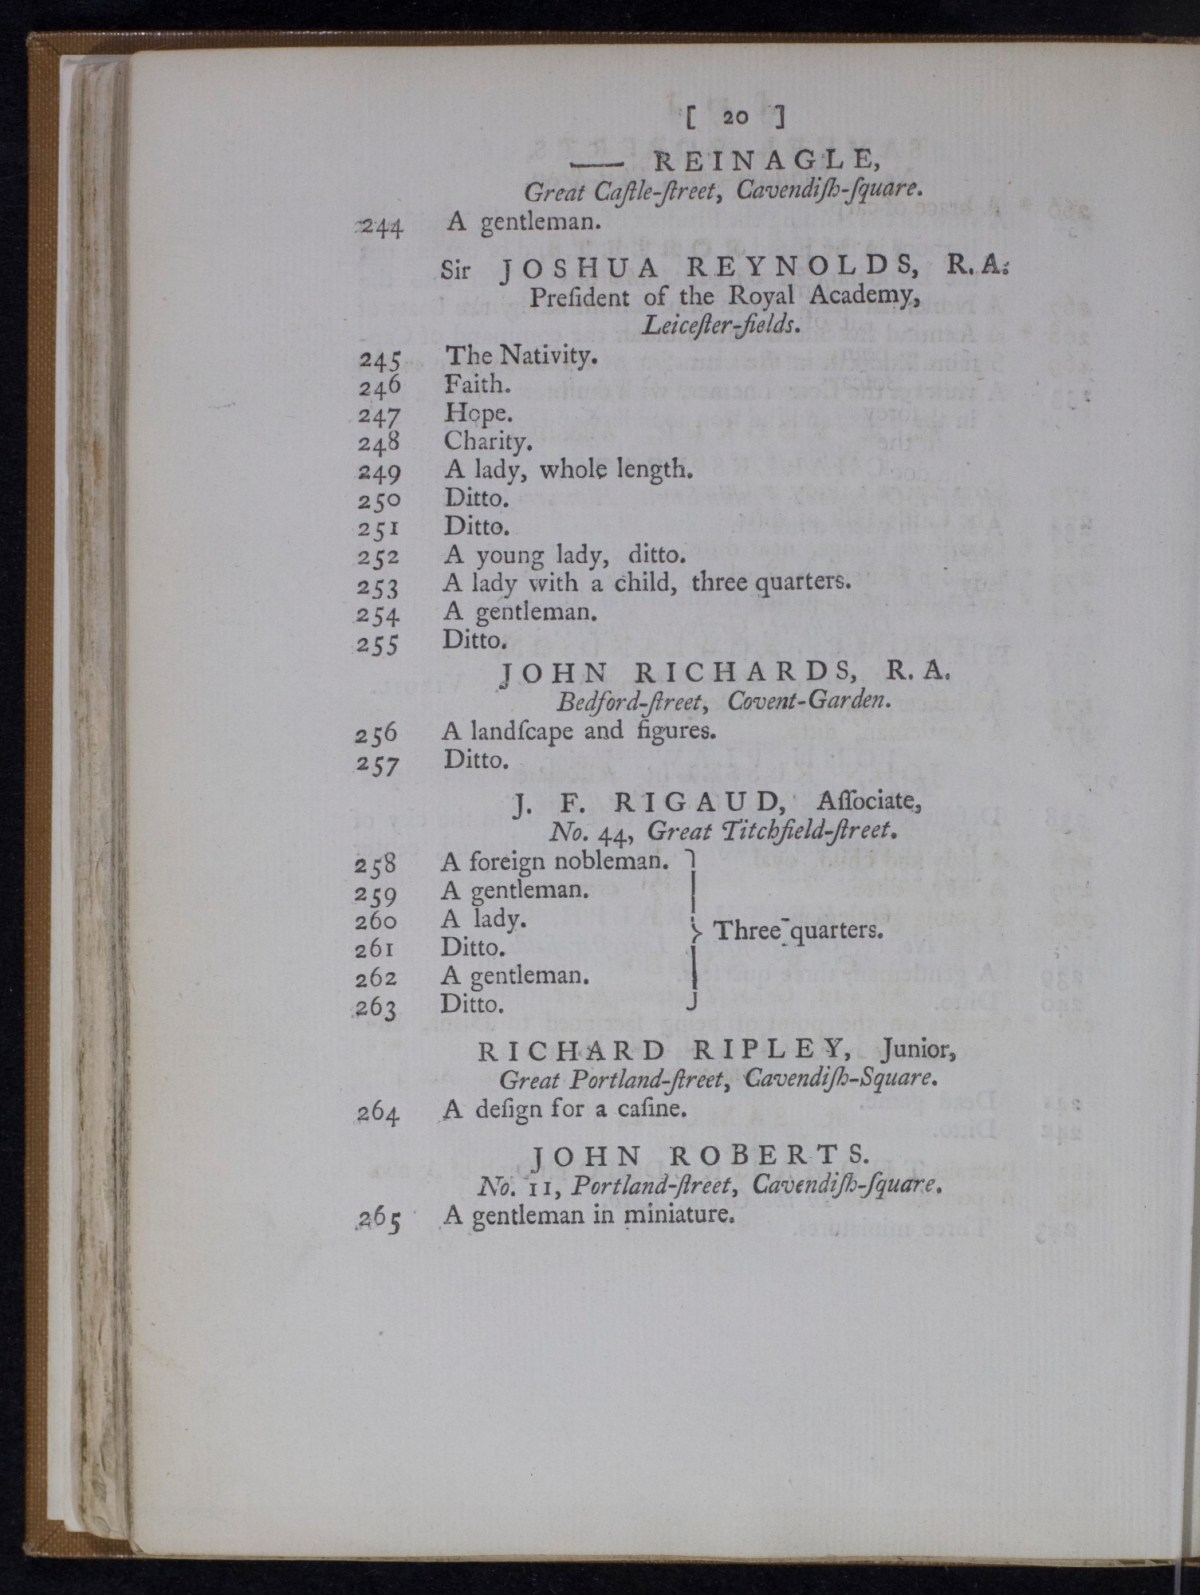 [ 20 ]
—— REINAGLE,
Great Caſtle-ſtreet, Cavendiſh-ſquare.
244 A gentleman.
Sir JOSHUA REYNOLDS, R. A.
Preſident of the Royal Academy,
Leiceſter-fields.
245 The Nativity.
246 Faith.
247 Hope.
248 Charity.
249 A lady, whole length.
250 Ditto.
251 Ditto.
252 A young lady, ditto.
253 A lady with a child, three quarters.
254 A gentleman.
255 Ditto.
JOHN RICHARDS, R. A.
Bedford-ſtreet, Covent-Garden.
256 A landſcape and figures.
257 Ditto.
J. F. RIGAUD, Aſſociate,
No. 44, Great Titchfield-ſtreet.
258 A foreign nobleman.
259 A gentleman.
260 A lady.
Three-quarters.
261 Ditto.
262 A gentleman.
263 Ditto.
RICHARD RIPLEY, Junior,
Great Portland-ſtreet, Cavendiſh-Square.
264 A deſign for a caſine.
JOHN ROBERTS.
No. 11, Portland-ſtreet, Cavendiſh-ſquare.
265 A gentleman in miniature.